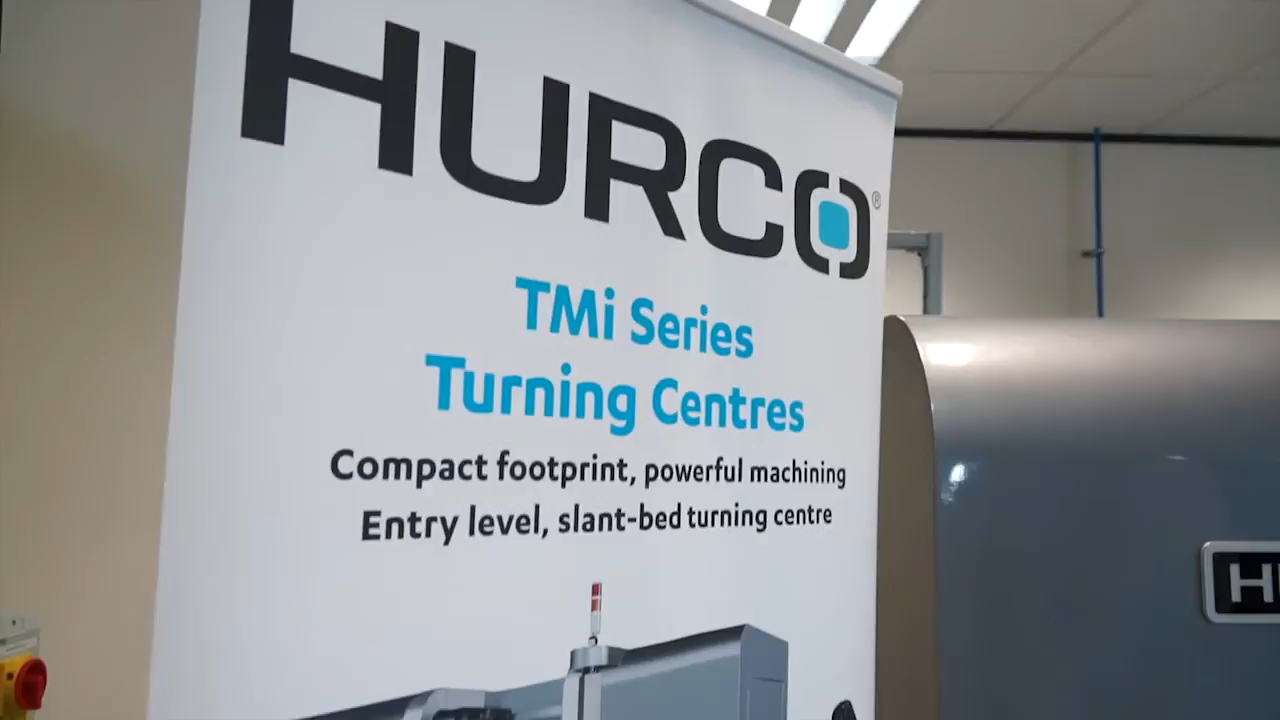 HURCO®
TMi Series
Turning Centres
Compact footprint, powerful machining
Entry level, slant-bed turning centre